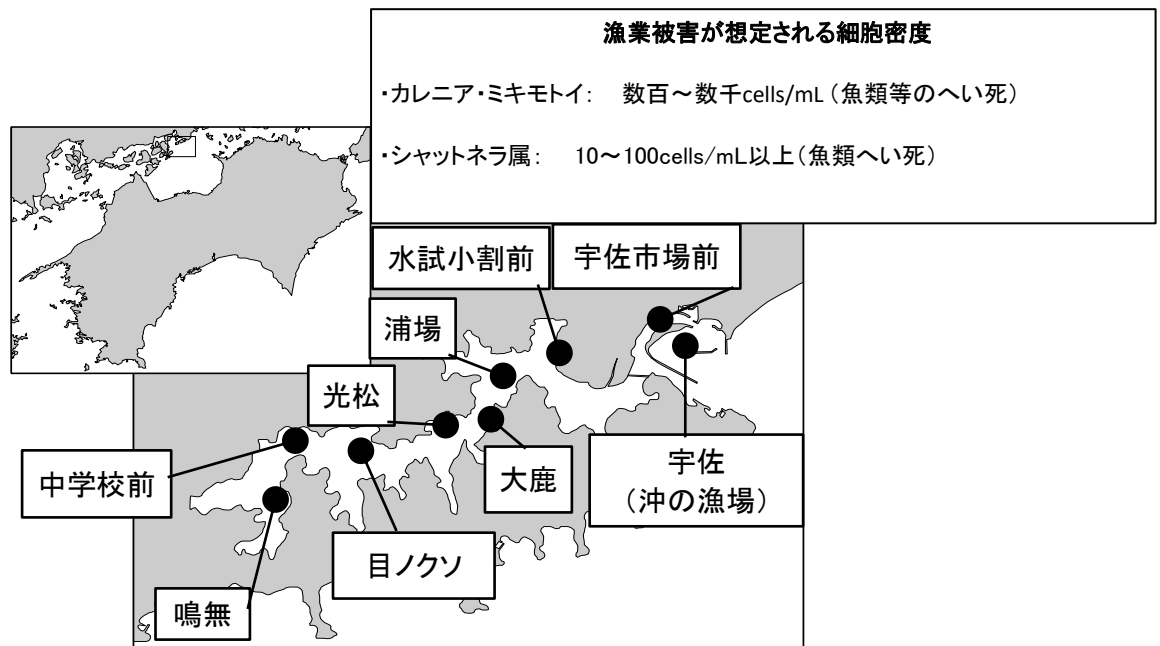 漁業被害が想定される細胞密度
・カレニア・ミキモトイ： 数百～数千cells/mL（魚類等のへい死）
・シャットネラ属： 10～100cells/mL以上（魚類へい死）
水試小割前
宇佐市場前
浦場
光松
中学校前
大鹿
宇佐
（沖の漁場）
目ノクソ
鳴無